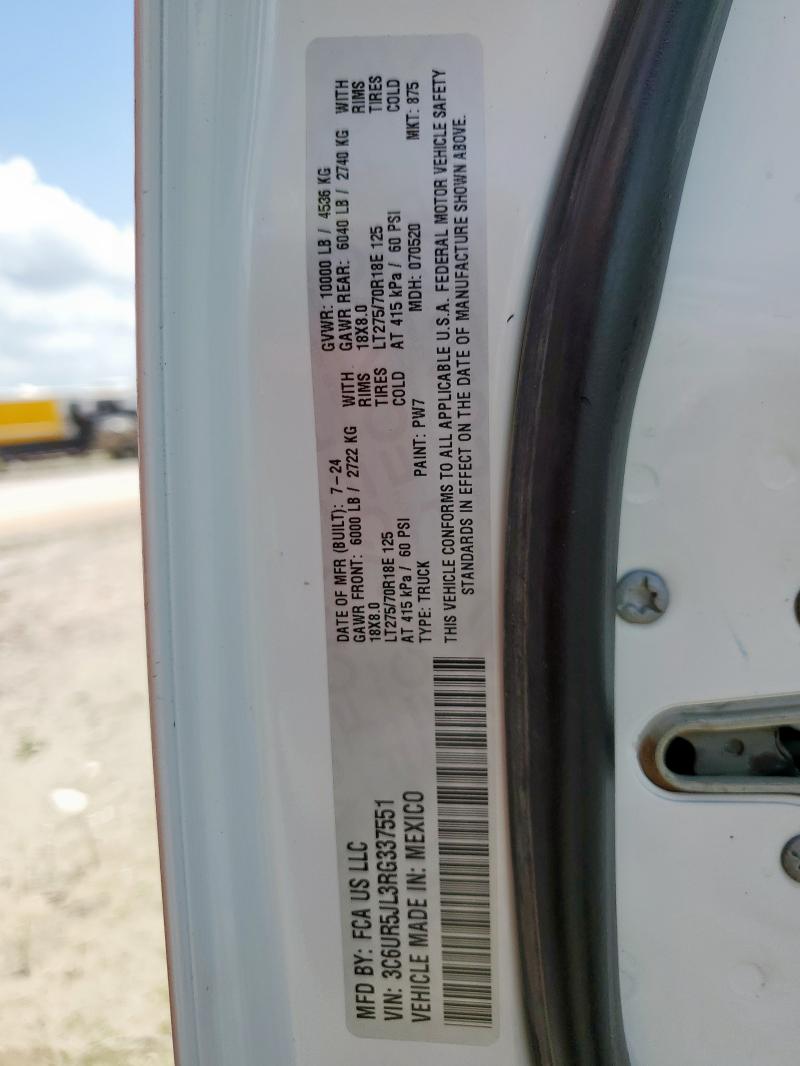 MFD BY: FCA US LLC
VIN: 3C6UR5JL3RG337551
VEHICLE MADE IN: MEXICO
DATE OF MFR (BUILT): 7-24 GVWR: 10000 LB / 4536 KG
GAWR FRONT: 6000 LB / 2722 KG WITH GAWR REAR: 6040 LB / 2740 KG WITH
18X8.0 RIMS 18X8.0 RIMS
LT275/70R18E 125 TIRES LT275/70R18E 125 TIRES
AT 415 kPa / 60 PSI COLD AT 415 kPa / 60 PSI COLD
TYPE: TRUCK PAINT: PW7 MDH: 070520 MKT: 875
THIS VEHICLE CONFORMS TO ALL APPLICABLE U.S.A. FEDERAL MOTOR VEHICLE SAFETY
STANDARDS IN EFFECT ON THE DATE OF MANUFACTURE SHOWN ABOVE.